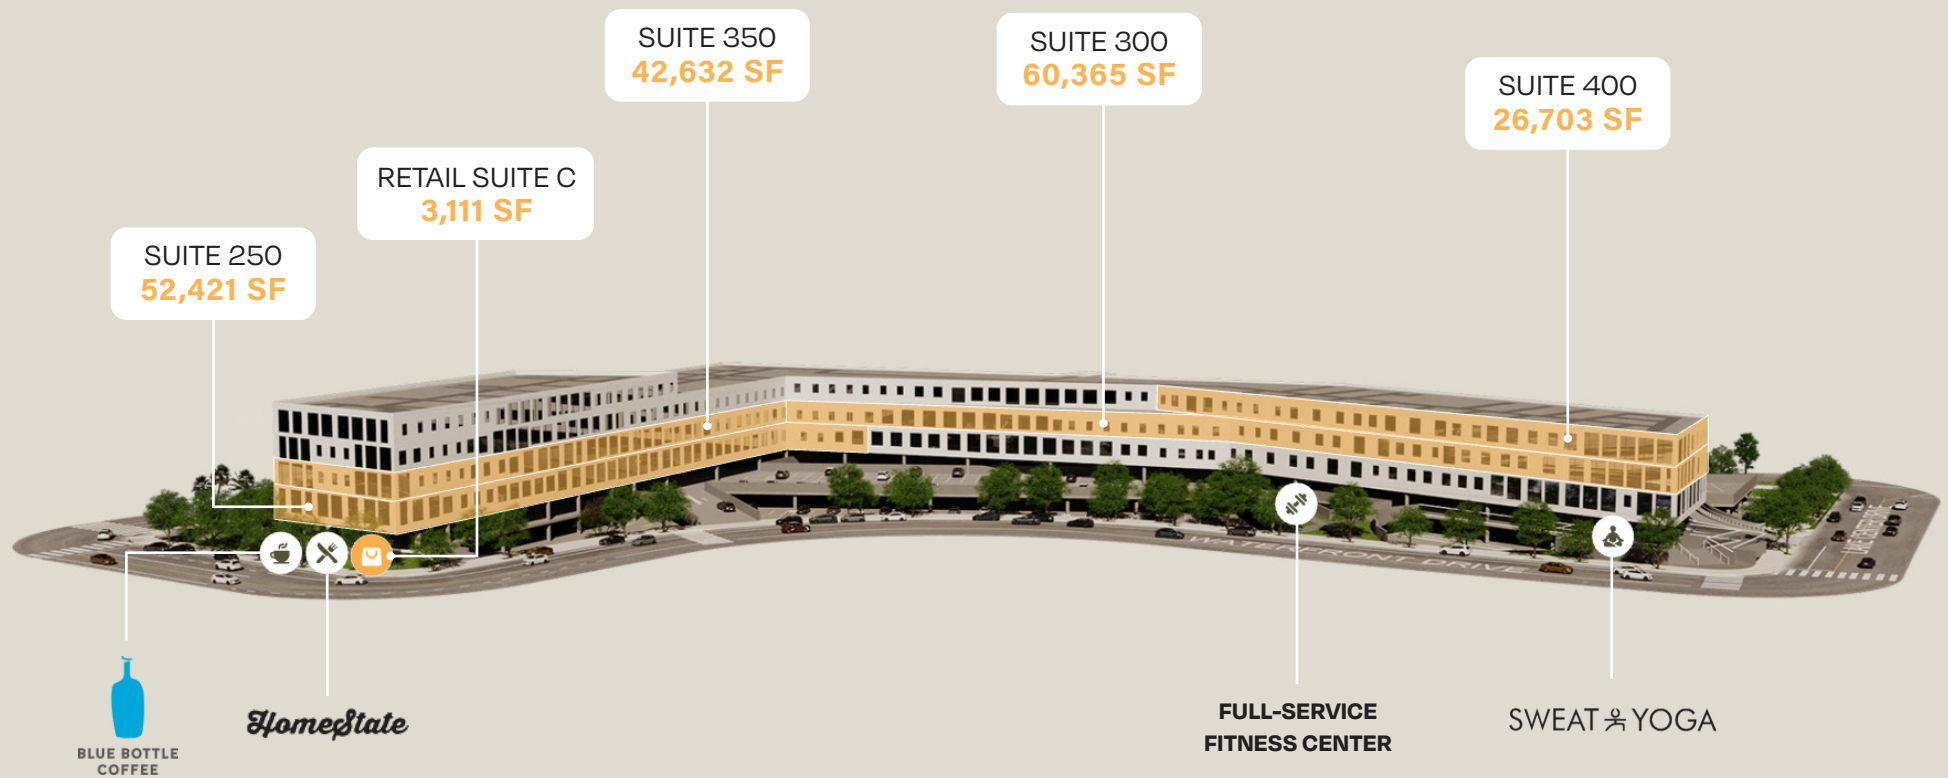 SUITE 350
42,632 SF
SUITE 300
60,365 SF
SUITE 400
26,703 SF
RETAIL SUITE C
3,111 SF
SUITE 250
52,421 SF
WATERFRONT DRIVE
BLUE BOTTLE
COFFEE
HomeState
FULL-SERVICE
FITNESS CENTER
SWEAT YOGA